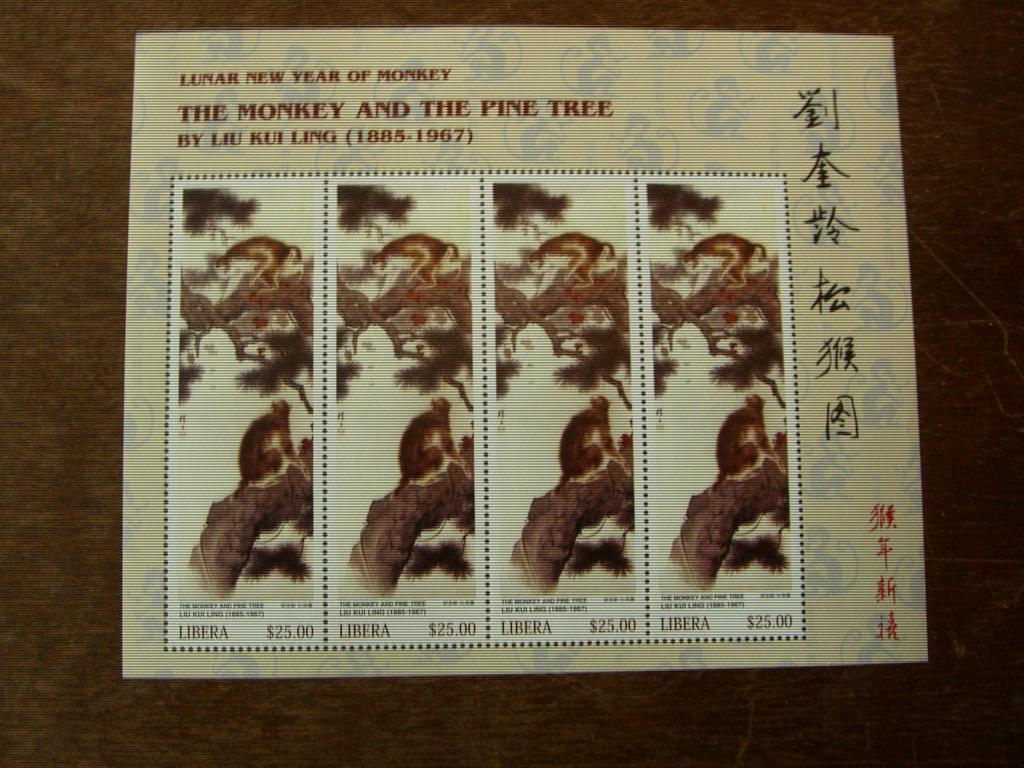 LUNAR NEW YEAR OF MONKEY
THE MONKEY AND THE PINE TREE
BY LIU KUI LING (1885-1967)
劉奎龄松猴图
猴年新禧
THE MONKEY AND PINE TREE
LIU KUI LING (1885-1967)
LIBERA $25.00
THE MONKEY AND PINE TREE
LIU KUI LING (1885-1967)
LIBERA $25.00
THE MONKEY AND PINE TREE
LIU KUI LING (1885-1967)
LIBERA $25.00
THE MONKEY AND PINE TREE
LIU KUI LING (1885-1967)
LIBERA $25.00